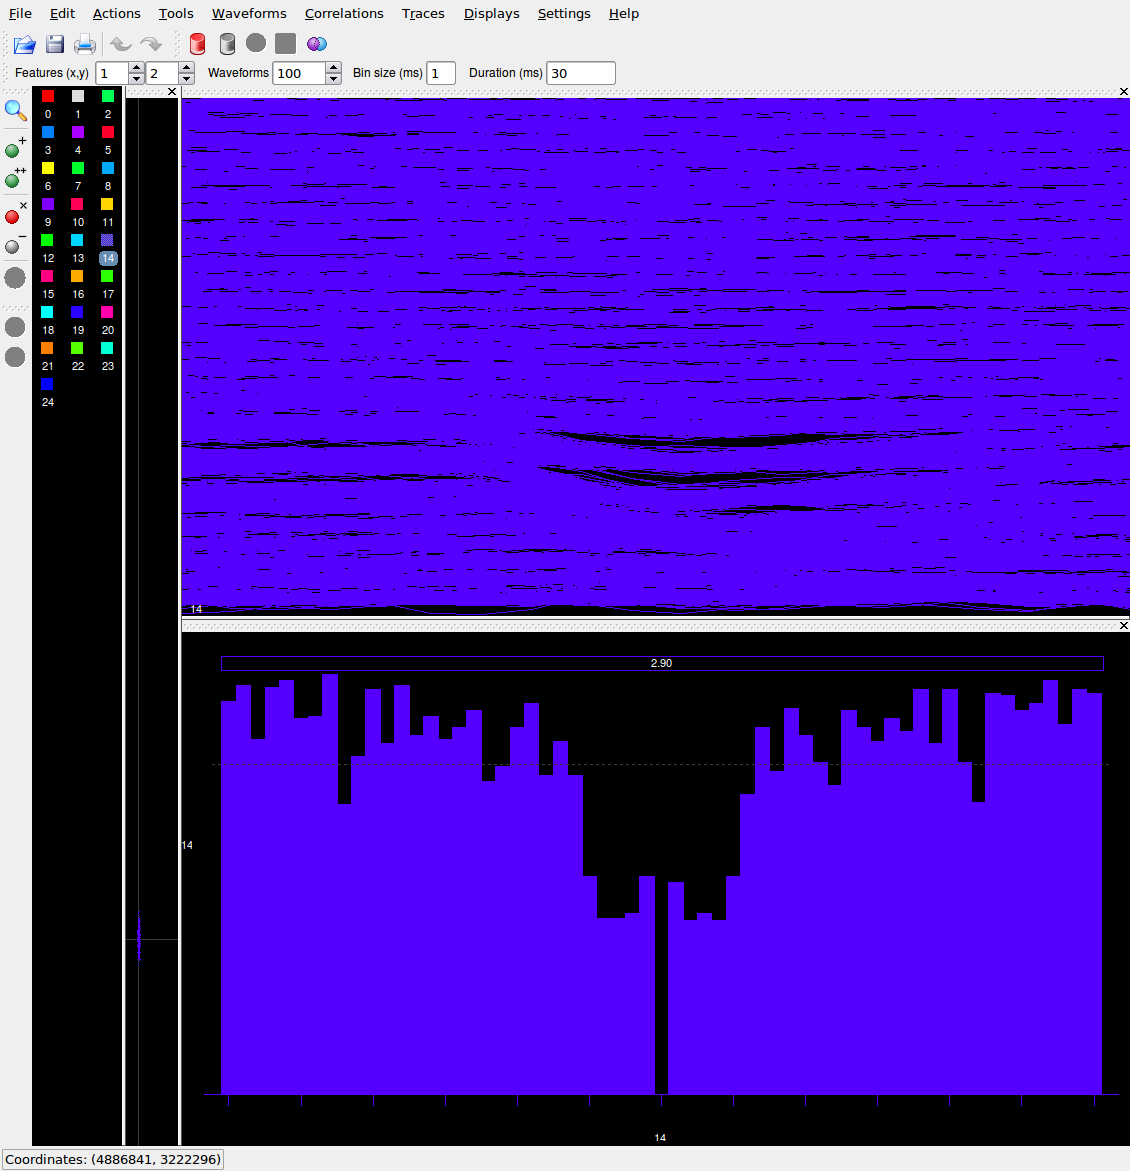 File Edit Actions Tools Waveforms Correlations Traces Displays Settings Help
Features (x,y) 1 2 Waveforms 100 Bin size (ms) 1 Duration (ms) 30
0 1 2
3 4 5
6 7 8
9 10 11
12 13 14
15 16 17
18 19 20
21 22 23
24
14
2.90
14
14
Coordinates: (4886841, 3222296)